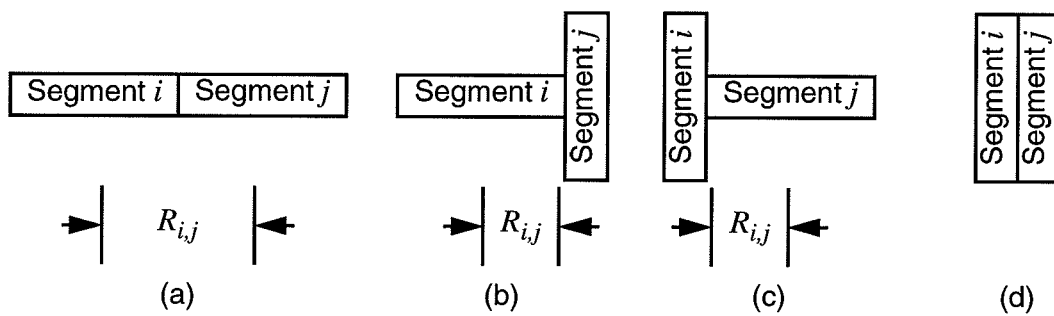 Segment i
Segment j
R_{i,j}
(a)
Segment i
Segment j
R_{i,j}
(b)
Segment i
Segment j
R_{i,j}
(c)
Segment i
Segment j
(d)